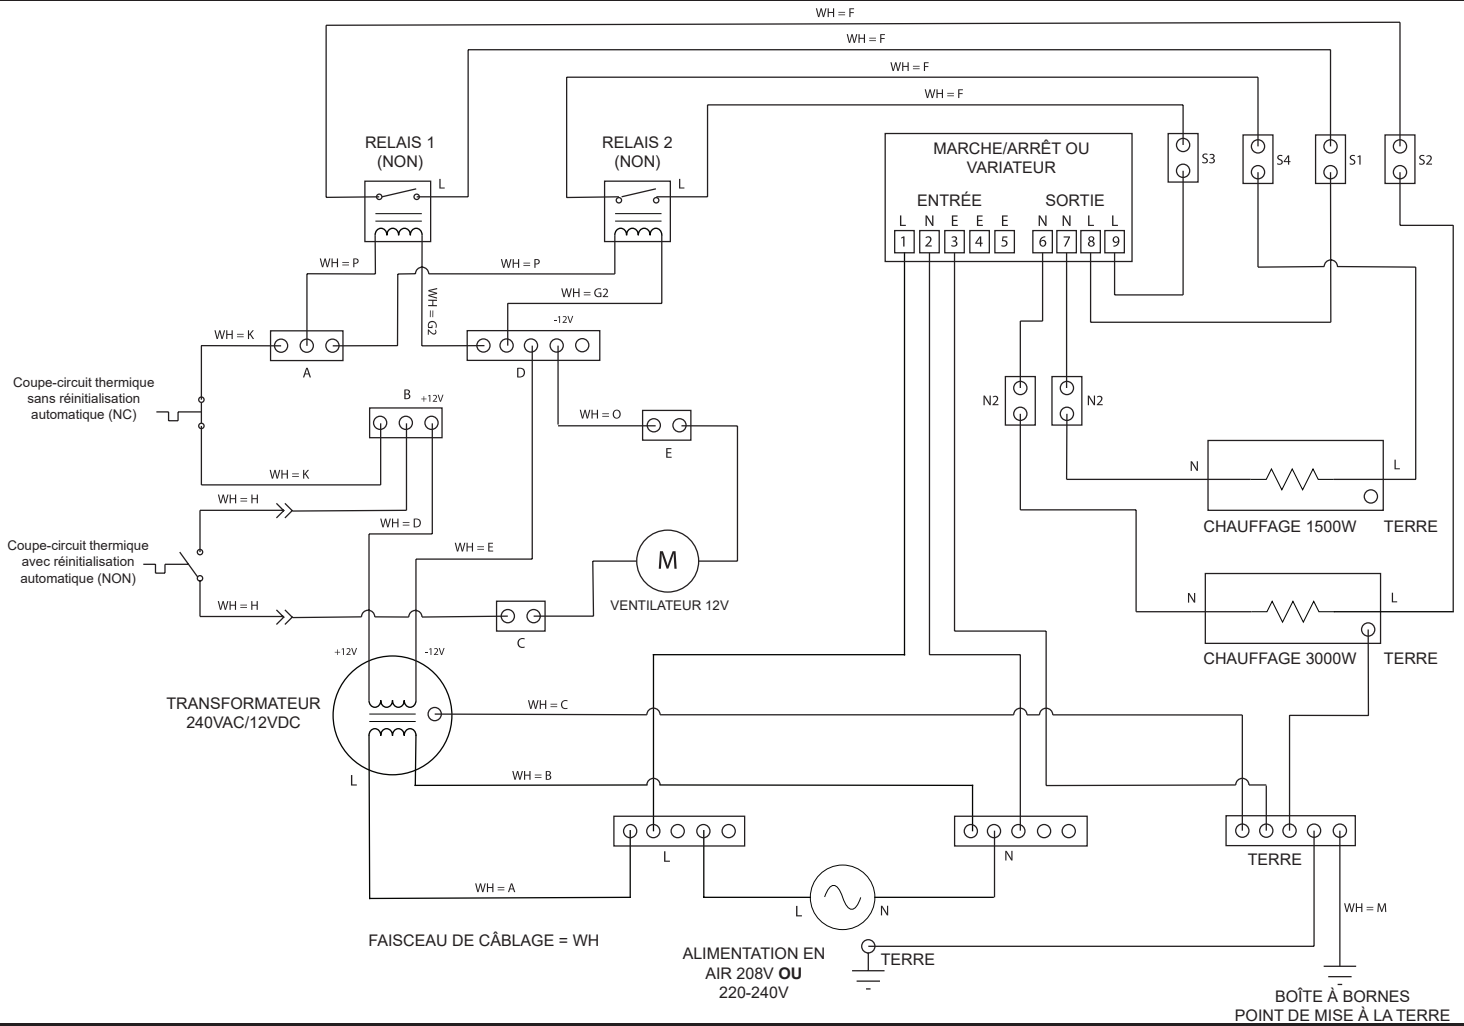 WH = F
WH = F
WH = F
WH = F
RELAIS 1
(NON)
L
RELAIS 2
(NON)
L
MARCHE/ARRÊT OU
VARIATEUR
ENTRÉE
SORTIE
L N E E E N N L L
1 2 3 4 5 6 7 8 9
S3
S4
S1
S2
WH = P
WH = P
WH = G2
WH = G2
-12V
WH = K
A
D
Coupe-circuit thermique
sans réinitialisation
automatique (NC)
B
+12V
WH = O
E
N2
N2
WH = K
WH = H
WH = D
N
L
CHAUFFAGE 1500W
TERRE
Coupe-circuit thermique
avec réinitialisation
automatique (NON)
WH = E
M
VENTILATEUR 12V
WH = H
C
N
L
CHAUFFAGE 3000W
TERRE
+12V
-12V
TRANSFORMATEUR
240VAC/12VDC
WH = C
L
WH = B
L
N
TERRE
WH = A
L
N
WH = M
FAISCEAU DE CÂBLAGE = WH
ALIMENTATION EN
AIR 208V OU
220-240V
TERRE
BOÎTE À BORNES
POINT DE MISE À LA TERRE